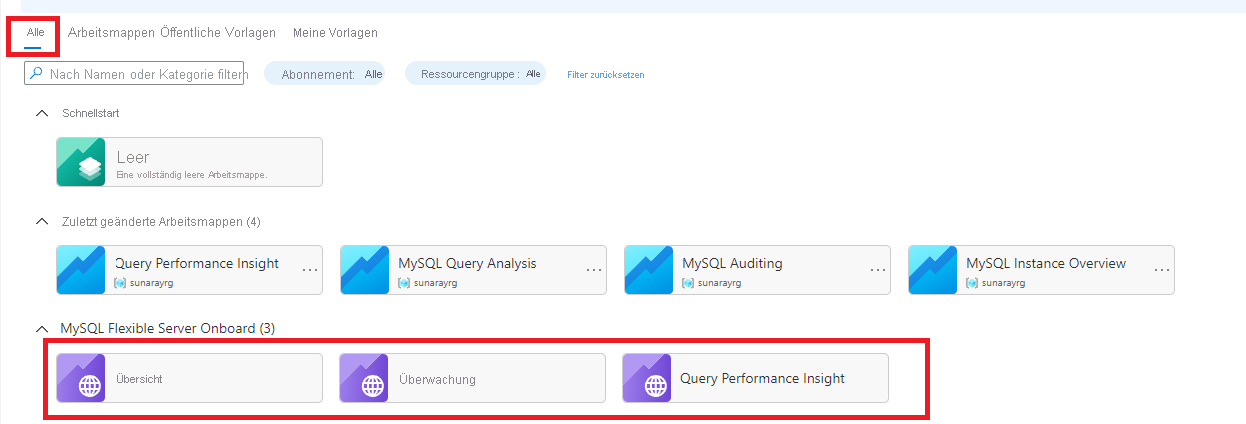 Alle Arbeitsmappen Öffentliche Vorlagen Meine Vorlagen
Nach Namen oder Kategorie filtern Abonnement: Alle Ressourcengruppe : Alle Filter zurücksetzen
Schnellstart
Leer
Eine vollständig leere Arbeitsmappe.
Zuletzt geänderte Arbeitsmappen (4)
Query Performance Insight ... MySQL Query Analysis ... MySQL Auditing ... MySQL Instance Overview ...
sunarayrg sunarayrg sunarayrg sunarayrg
MySQL Flexible Server Onboard (3)
Übersicht Überwachung Query Performance Insight